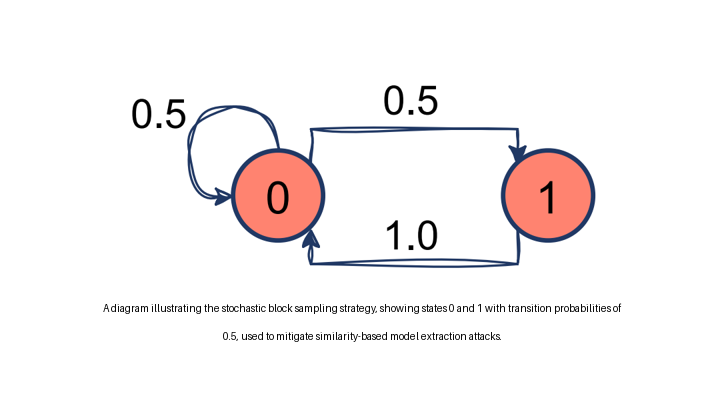 0.5
0.5
0
1
1.0
A diagram illustrating the stochastic block sampling strategy, showing states 0 and 1 with transition probabilities of
0.5, used to mitigate similarity-based model extraction attacks.